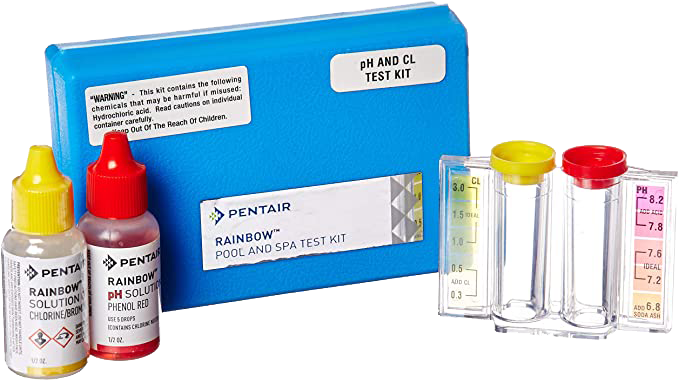 "WARNING" - This kit contains the following
chemicals that may be harmful if misused:
Hydrochloric acid. Read cautions on individual
container carefully.
Keep Out Of The Reach Of Children.
pH AND CL
TEST KIT
PENTAIR
RAINBOW™
POOL AND SPA TEST KIT
PENTAIR
RAINBOW™
SOLUTION
CHLORINE/BROM
1/2 OZ.
PENTAIR
RAINBOW™
pH SOLUTION
PHENOL RED
USE 5 DROPS
(CONTAINS CHLORINE
1/2 OZ.
CL
3.0
1.5 IDEAL
1.0
0.5
ADD CL
0.3
PH
8.2
ADD ACID
7.8
7.6
IDEAL
7.2
ADD 6.8
SODA ASH